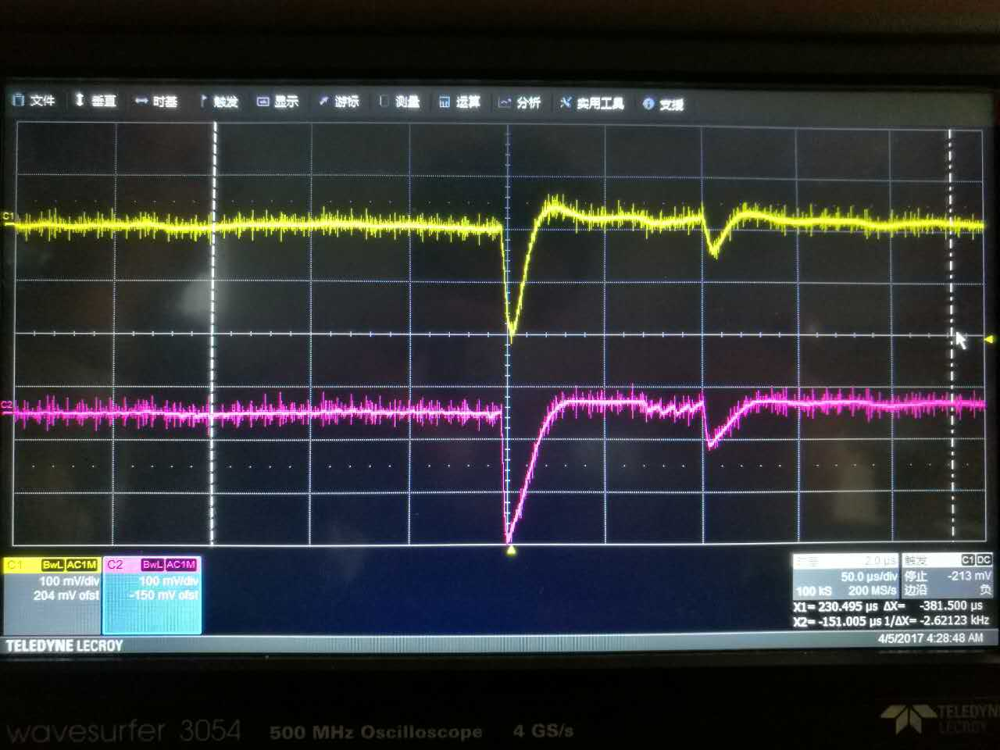 文件 垂直 时基 触发 显示 游标 测量 运算 分析 实用工具 支援
C1
C2
C1 BwL AC1M
100 mV/div
204 mV ofst
C2 BwL AC1M
100 mV/div
-150 mV ofst
时基 2.0 µs
50.0 µs/div
100 kS 200 MS/s
触发 C1 DC
停止 -213 mV
边沿 负
X1= 230.495 µs ΔX= -381.500 µs
X2= -151.005 µs 1/ΔX= -2.62123 kHz
TELEDYNE LECROY
4/5/2017 4:28:48 AM
wavesurfer 3054 500 MHz Oscilloscope 4 GS/s
TELEDYNE
LECROY